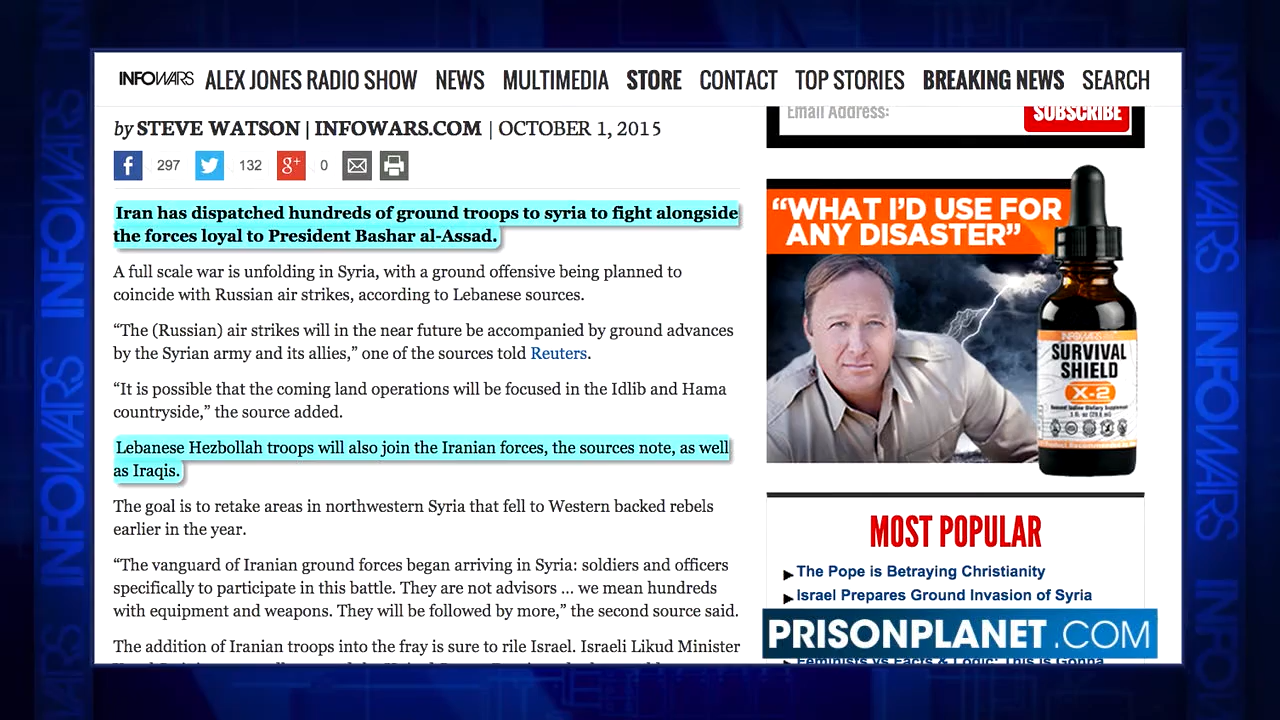 INFOWARS ALEX JONES RADIO SHOW NEWS MULTIMEDIA STORE CONTACT TOP STORIES BREAKING NEWS SEARCH
by STEVE WATSON | INFOWARS.COM | OCTOBER 1, 2015
297 132 0
Iran has dispatched hundreds of ground troops to syria to fight alongside
the forces loyal to President Bashar al-Assad.
A full scale war is unfolding in Syria, with a ground offensive being planned to
coincide with Russian air strikes, according to Lebanese sources.
“The (Russian) air strikes will in the near future be accompanied by ground advances
by the Syrian army and its allies,” one of the sources told Reuters.
“It is possible that the coming land operations will be focused in the Idlib and Hama
countryside,” the source added.
Lebanese Hezbollah troops will also join the Iranian forces, the sources note, as well
as Iraqis.
The goal is to retake areas in northwestern Syria that fell to Western backed rebels
earlier in the year.
“The vanguard of Iranian ground forces began arriving in Syria: soldiers and officers
specifically to participate in this battle. They are not advisors ... we mean hundreds
with equipment and weapons. They will be followed by more,” the second source said.
The addition of Iranian troops into the fray is sure to rile Israel. Israeli Likud Minister
Email Address:
SUBSCRIBE
“WHAT I’D USE FOR
ANY DISASTER”
INFOWARS
SURVIVAL
SHIELD
X-2
MOST POPULAR
The Pope is Betraying Christianity
Israel Prepares Ground Invasion of Syria
PRISONPLANET.COM
Feminists vs Facts & Logic: 'This is Gonna
INFOWARS
INFOWARS
INFOWARS
INFOWARS